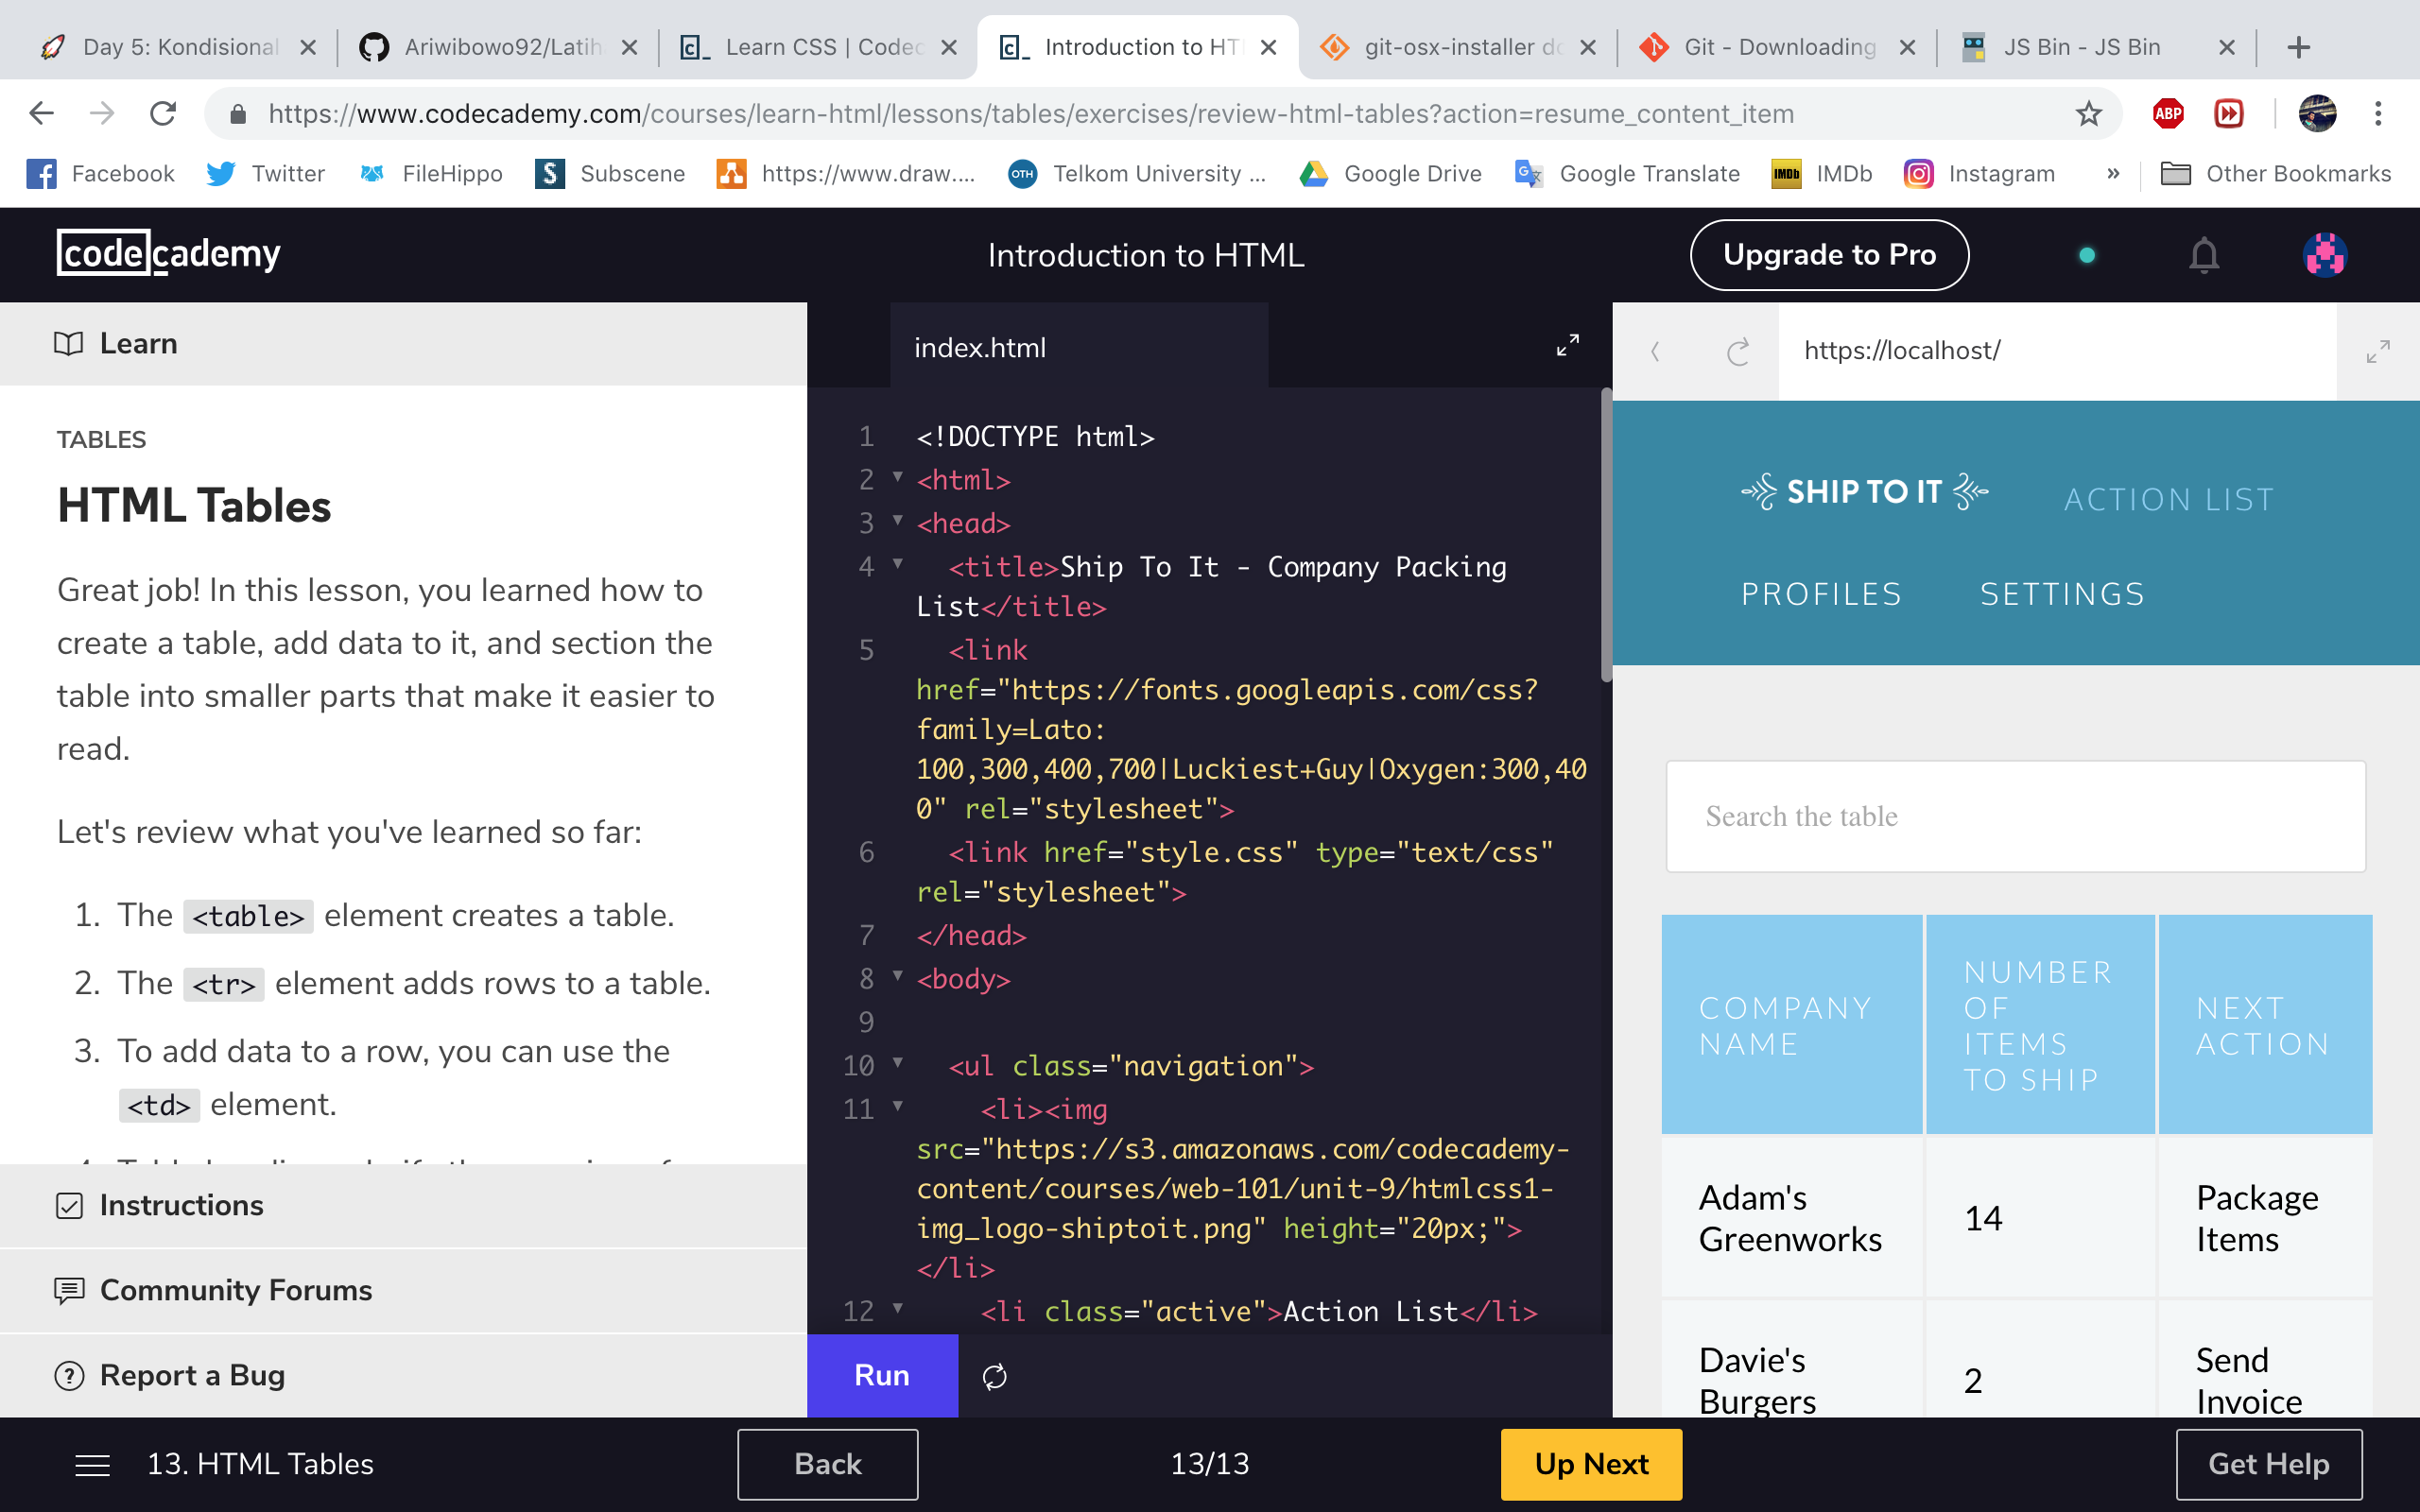 Day 5: Kondisional
Ariwibowo92/Latih
Learn CSS | Codec
Introduction to HT
git-osx-installer do
Git - Downloading
JS Bin - JS Bin
https://www.codecademy.com/courses/learn-html/lessons/tables/exercises/review-html-tables?action=resume_content_item
ABP
Facebook
Twitter
FileHippo
Subscene
https://www.draw....
Telkom University ...
Google Drive
Google Translate
IMDb
Instagram
»
Other Bookmarks
codecademy
Introduction to HTML
Upgrade to Pro
Learn
TABLES
HTML Tables
Great job! In this lesson, you learned how to
create a table, add data to it, and section the
table into smaller parts that make it easier to
read.
Let's review what you've learned so far:
1. The <table> element creates a table.
2. The <tr> element adds rows to a table.
3. To add data to a row, you can use the
<td> element.
Instructions
Community Forums
Report a Bug
index.html
1 <!DOCTYPE html>
2 <html>
3 <head>
4 <title>Ship To It - Company Packing
List</title>
5 <link
href="https://fonts.googleapis.com/css?
family=Lato:
100,300,400,700|Luckiest+Guy|Oxygen:300,40
0" rel="stylesheet">
6 <link href="style.css" type="text/css"
rel="stylesheet">
7 </head>
8 <body>
9
10 <ul class="navigation">
11 <li><img
src="https://s3.amazonaws.com/codecademy-
content/courses/web-101/unit-9/htmlcss1-
img_logo-shiptoit.png" height="20px;">
</li>
12 <li class="active">Action List</li>
Run
https://localhost/
SHIP TO IT
ACTION LIST
PROFILES
SETTINGS
Search the table
COMPANY
NAME
NUMBER
OF
ITEMS
TO SHIP
NEXT
ACTION
Adam's
Greenworks
14
Package
Items
Davie's
Burgers
2
Send
Invoice
13. HTML Tables
Back
13/13
Up Next
Get Help